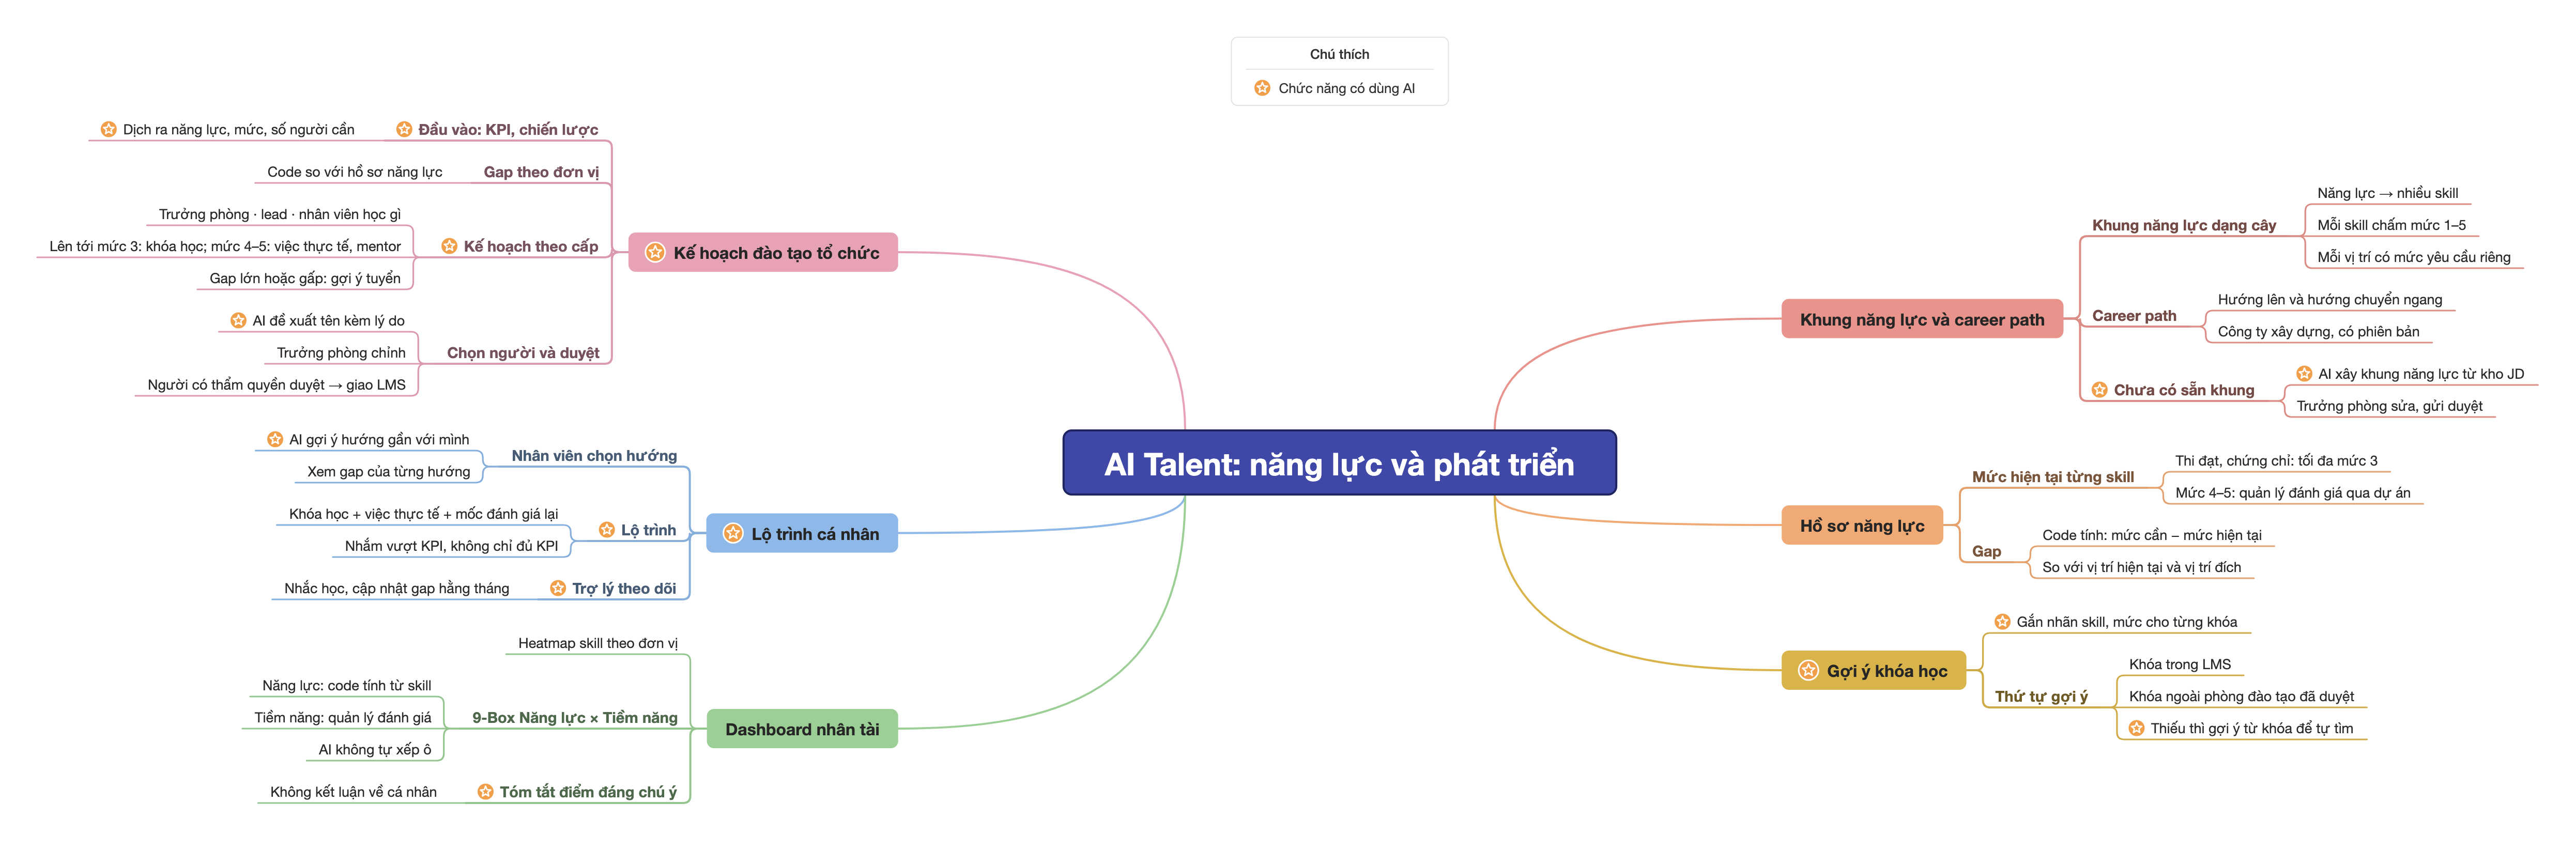 Chú thích
Chức năng có dùng AI
AI Talent: năng lực và phát triển
Kế hoạch đào tạo tổ chức
Đầu vào: KPI, chiến lược
Dịch ra năng lực, mức, số người cần
Gap theo đơn vị
Code so với hồ sơ năng lực
Kế hoạch theo cấp
Trưởng phòng · lead · nhân viên học gì
Lên tới mức 3: khóa học; mức 4–5: việc thực tế, mentor
Gap lớn hoặc gấp: gợi ý tuyển
Chọn người và duyệt
AI đề xuất tên kèm lý do
Trưởng phòng chỉnh
Người có thẩm quyền duyệt → giao LMS
Lộ trình cá nhân
Nhân viên chọn hướng
AI gợi ý hướng gần với mình
Xem gap của từng hướng
Lộ trình
Khóa học + việc thực tế + mốc đánh giá lại
Nhắm vượt KPI, không chỉ đủ KPI
Trợ lý theo dõi
Nhắc học, cập nhật gap hằng tháng
Dashboard nhân tài
Heatmap skill theo đơn vị
9-Box Năng lực × Tiềm năng
Năng lực: code tính từ skill
Tiềm năng: quản lý đánh giá
AI không tự xếp ô
Tóm tắt điểm đáng chú ý
Không kết luận về cá nhân
Khung năng lực và career path
Khung năng lực dạng cây
Năng lực → nhiều skill
Mỗi skill chấm mức 1–5
Mỗi vị trí có mức yêu cầu riêng
Career path
Hướng lên và hướng chuyển ngang
Công ty xây dựng, có phiên bản
Chưa có sẵn khung
AI xây khung năng lực từ kho JD
Trưởng phòng sửa, gửi duyệt
Hồ sơ năng lực
Mức hiện tại từng skill
Thi đạt, chứng chỉ: tối đa mức 3
Mức 4–5: quản lý đánh giá qua dự án
Gap
Code tính: mức cần − mức hiện tại
So với vị trí hiện tại và vị trí đích
Gợi ý khóa học
Gắn nhãn skill, mức cho từng khóa
Thứ tự gợi ý
Khóa trong LMS
Khóa ngoài phòng đào tạo đã duyệt
Thiếu thì gợi ý từ khóa để tự tìm